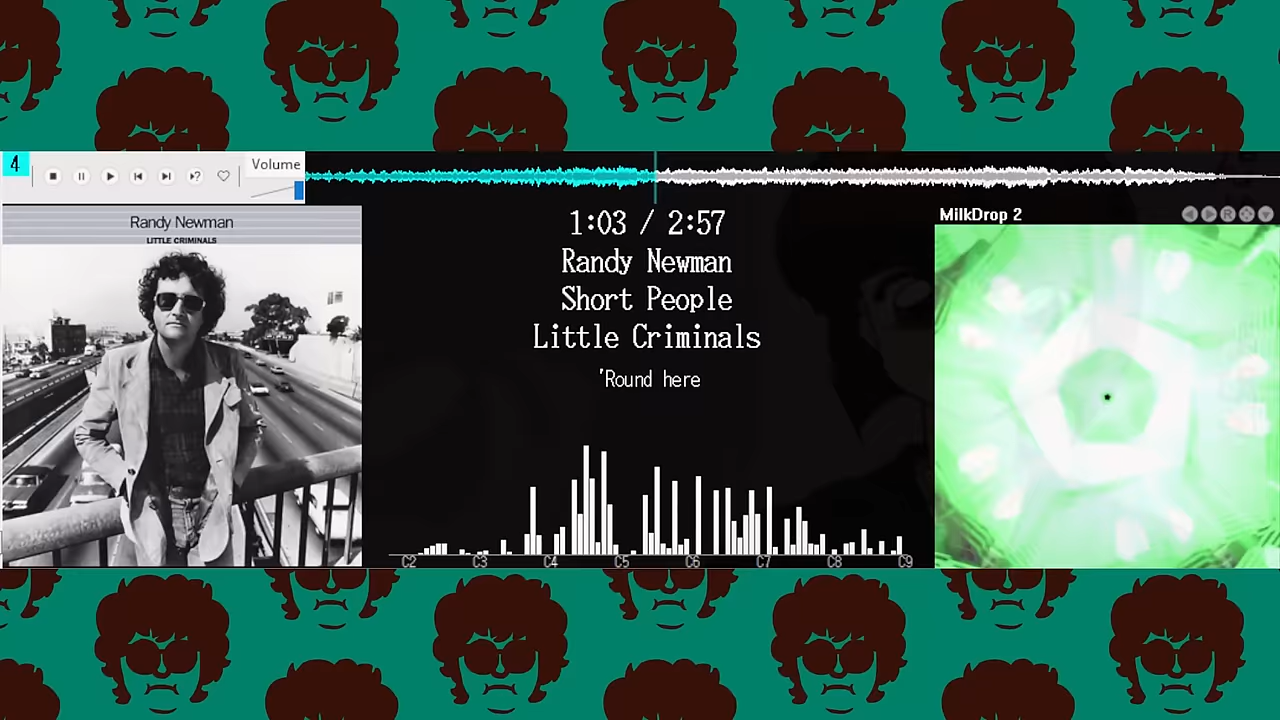 4
Volume
Randy Newman
LITTLE CRIMINALS
1:03 / 2:57
Randy Newman
Short People
Little Criminals
'Round here
MilkDrop 2
R
C2 C3 C4 C5 C6 C7 C8 C9